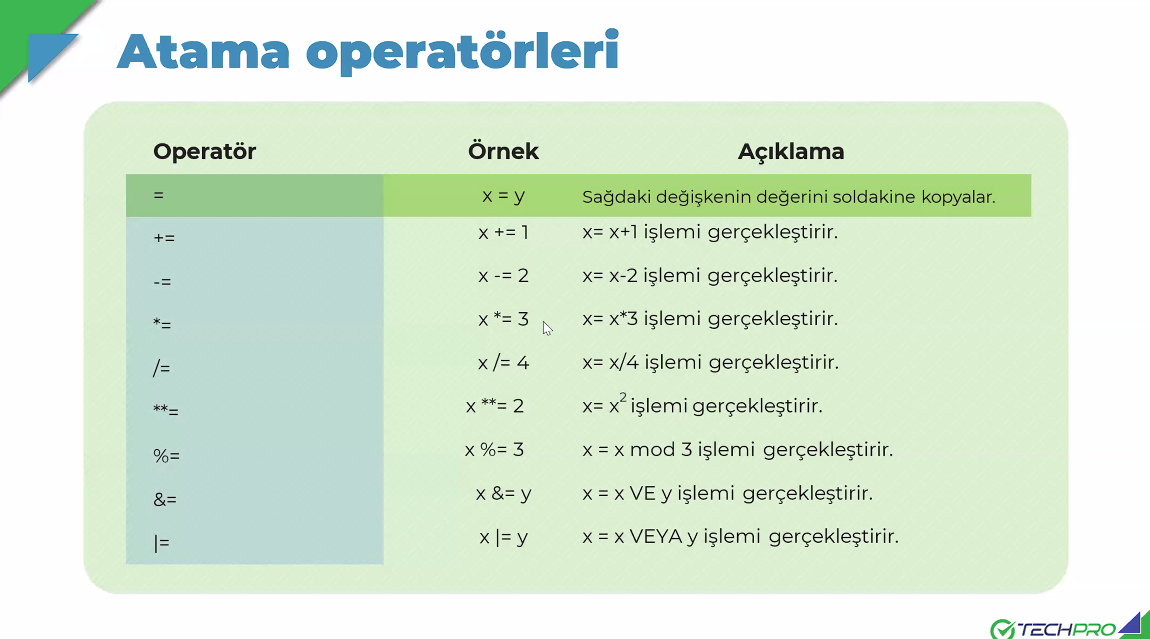 Atama operatörleri
Operatör Örnek Açıklama
= x = y Sağdaki değişkenin değerini soldakine kopyalar.
+= x += 1 x= x+1 işlemi gerçekleştirir.
-= x -= 2 x= x-2 işlemi gerçekleştirir.
*= x *= 3 x= x*3 işlemi gerçekleştirir.
/= x /= 4 x= x/4 işlemi gerçekleştirir.
**= x **= 2 x= x² işlemi gerçekleştirir.
%= x %= 3 x = x mod 3 işlemi gerçekleştirir.
&= x &= y x = x VE y işlemi gerçekleştirir.
|= x |= y x = x VEYA y işlemi gerçekleştirir.
TECHPRO